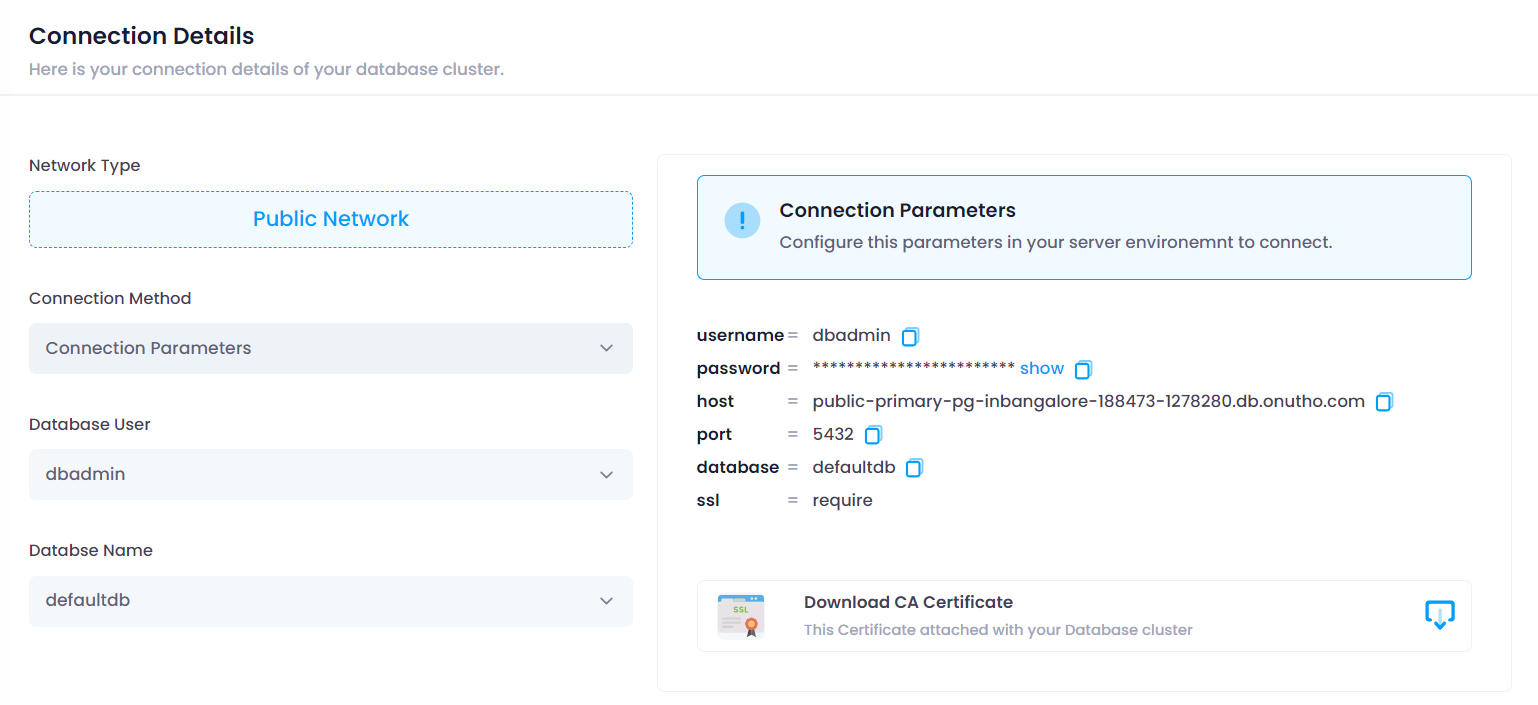 Connection Details
Here is your connection details of your database cluster.
Network Type
Public Network
Connection Method
Connection Parameters
Database User
dbadmin
Databse Name
defaultdb
Connection Parameters
Configure this parameters in your server environemnt to connect.
username = dbadmin
password = ************************ show
host = public-primary-pg-inbangalore-188473-1278280.db.onutho.com
port = 5432
database = defaultdb
ssl = require
SSL
Download CA Certificate
This Certificate attached with your Database cluster